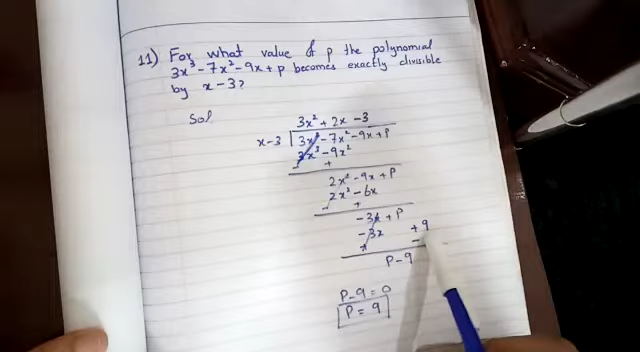 11) For what value of p the polynomial
3x³ - 7x² - 9x + p becomes exactly divisible
by x - 3?
Sol
3x² + 2x - 3
x-3 | 3x³ - 7x² - 9x + p
3x³ - 9x²
- +
2x² - 9x + p
2x² - 6x
- +
-3x + p
-3x + 9
+ -
p - 9
p - 9 = 0
p = 9